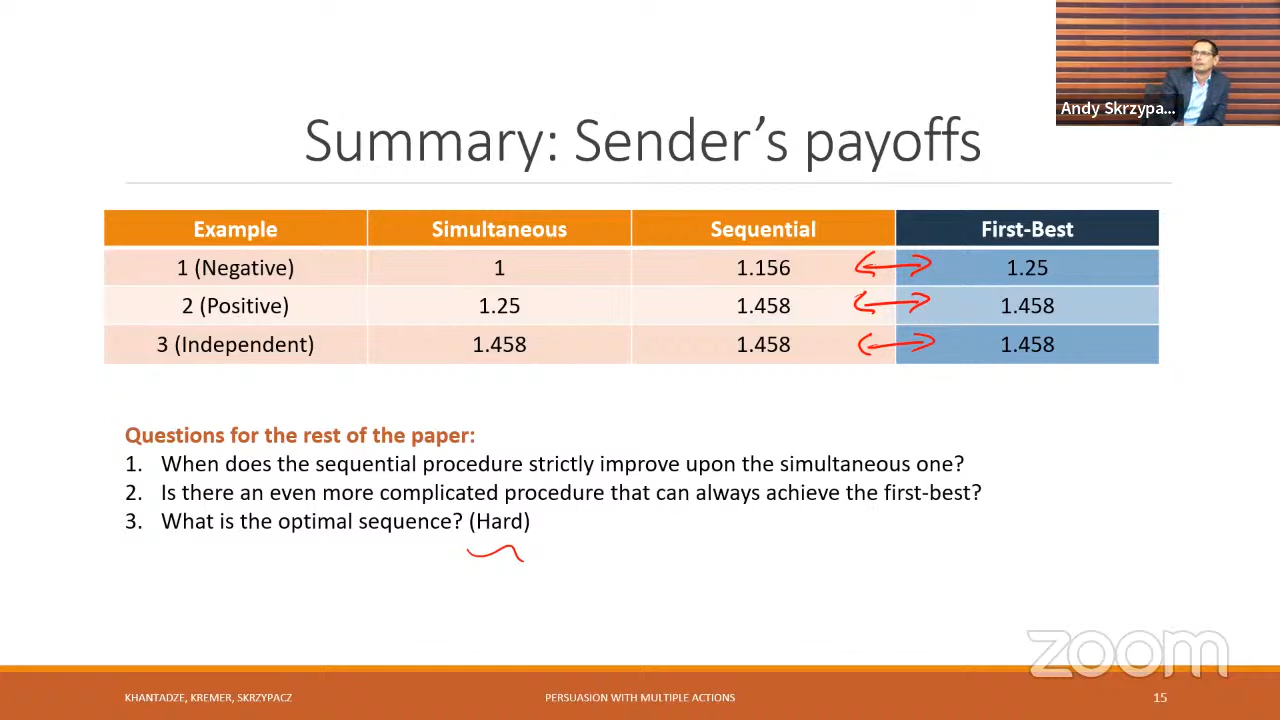 Andy Skrzypa...
Summary: Sender's payoffs
Example Simultaneous Sequential First-Best
1 (Negative) 1 1.156 1.25
2 (Positive) 1.25 1.458 1.458
3 (Independent) 1.458 1.458 1.458
Questions for the rest of the paper:
1. When does the sequential procedure strictly improve upon the simultaneous one?
2. Is there an even more complicated procedure that can always achieve the first-best?
3. What is the optimal sequence? (Hard)
zoom
KHANTADZE, KREMER, SKRZYPACZ PERSUASION WITH MULTIPLE ACTIONS 15